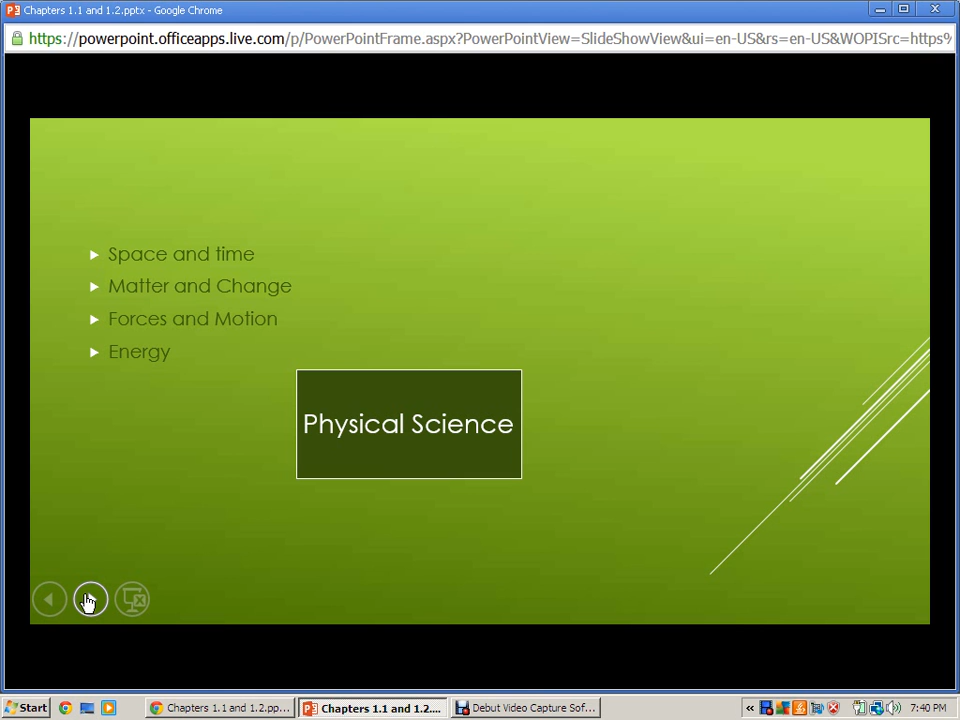 Chapters 1.1 and 1.2.pptx - Google Chrome
https://powerpoint.officeapps.live.com/p/PowerPointFrame.aspx?PowerPointView=SlideShowView&ui=en-US&rs=en-US&WOPISrc=https%
Space and time
Matter and Change
Forces and Motion
Energy
Physical Science
Start
Chapters 1.1 and 1.2.pp...
Chapters 1.1 and 1.2....
Debut Video Capture Sof...
«
7:40 PM